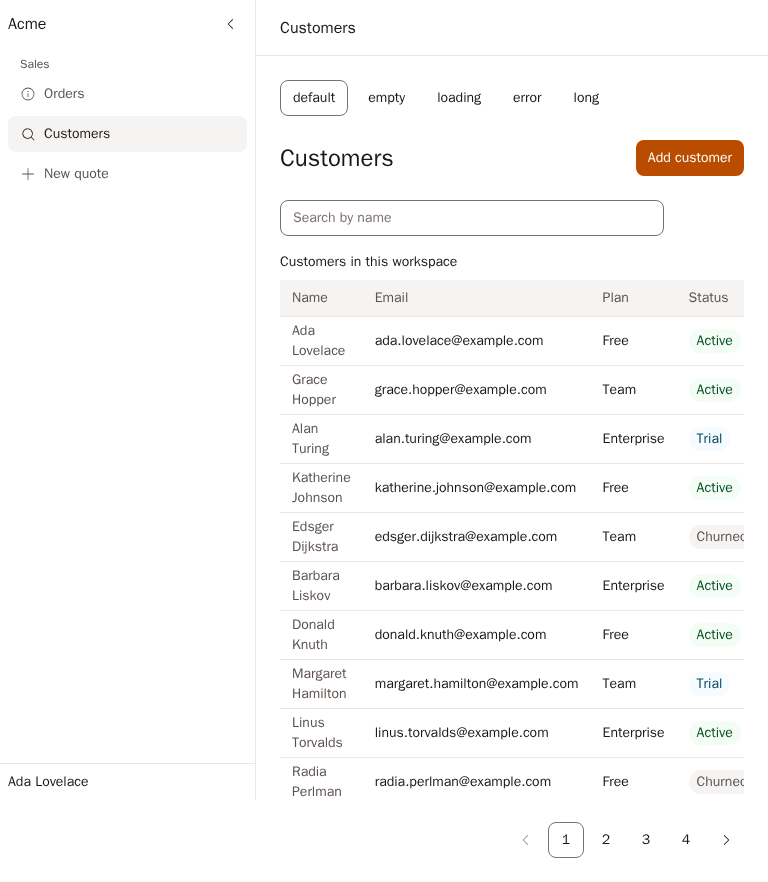 Acme
Sales
Orders
Customers
New quote
Ada Lovelace
Customers
default empty loading error long
Customers
Add customer
Search by name
Customers in this workspace
Name Email Plan Status
Ada Lovelace ada.lovelace@example.com Free Active
Grace Hopper grace.hopper@example.com Team Active
Alan Turing alan.turing@example.com Enterprise Trial
Katherine Johnson katherine.johnson@example.com Free Active
Edsger Dijkstra edsger.dijkstra@example.com Team Churned
Barbara Liskov barbara.liskov@example.com Enterprise Active
Donald Knuth donald.knuth@example.com Free Active
Margaret Hamilton margaret.hamilton@example.com Team Trial
Linus Torvalds linus.torvalds@example.com Enterprise Active
Radia Perlman radia.perlman@example.com Free Churned
1 2 3 4